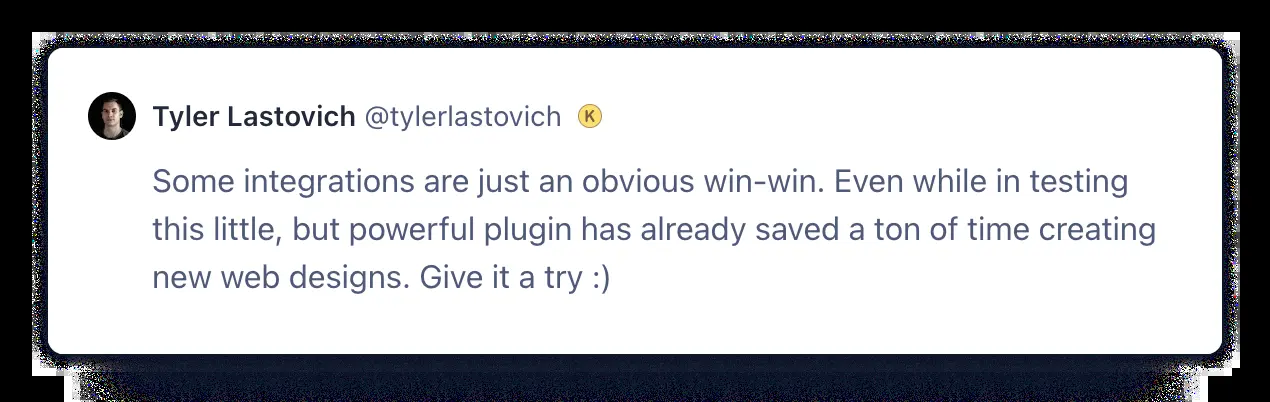 Tyler Lastovich @tylerlastovich K
Some integrations are just an obvious win-win. Even while in testing
this little, but powerful plugin has already saved a ton of time creating
new web designs. Give it a try :)